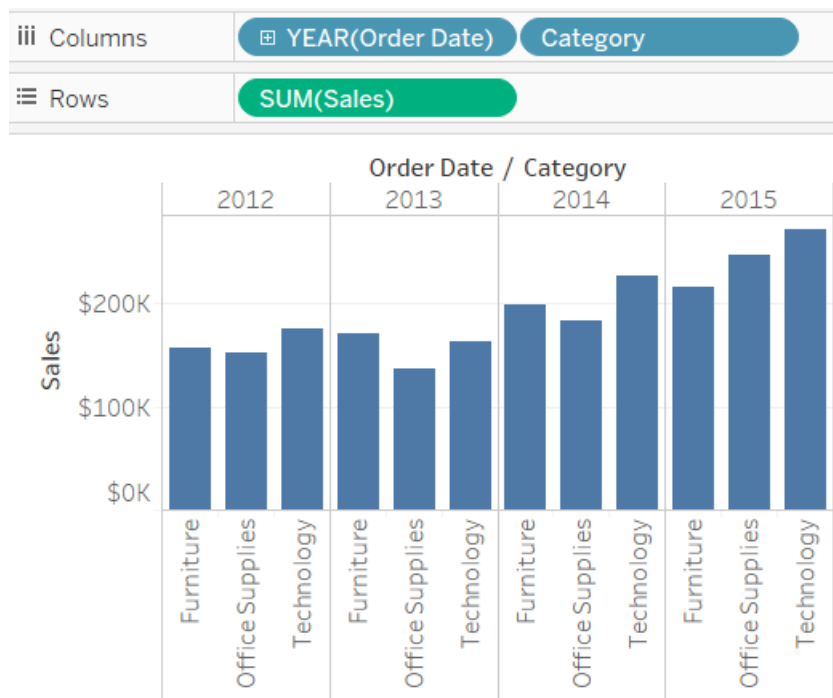 Columns YEAR(Order Date) Category
Rows SUM(Sales)
Order Date / Category
2012 2013 2014 2015
Sales
$200K
$100K
$0K
Furniture Office Supplies Technology Furniture Office Supplies Technology Furniture Office Supplies Technology Furniture Office Supplies Technology